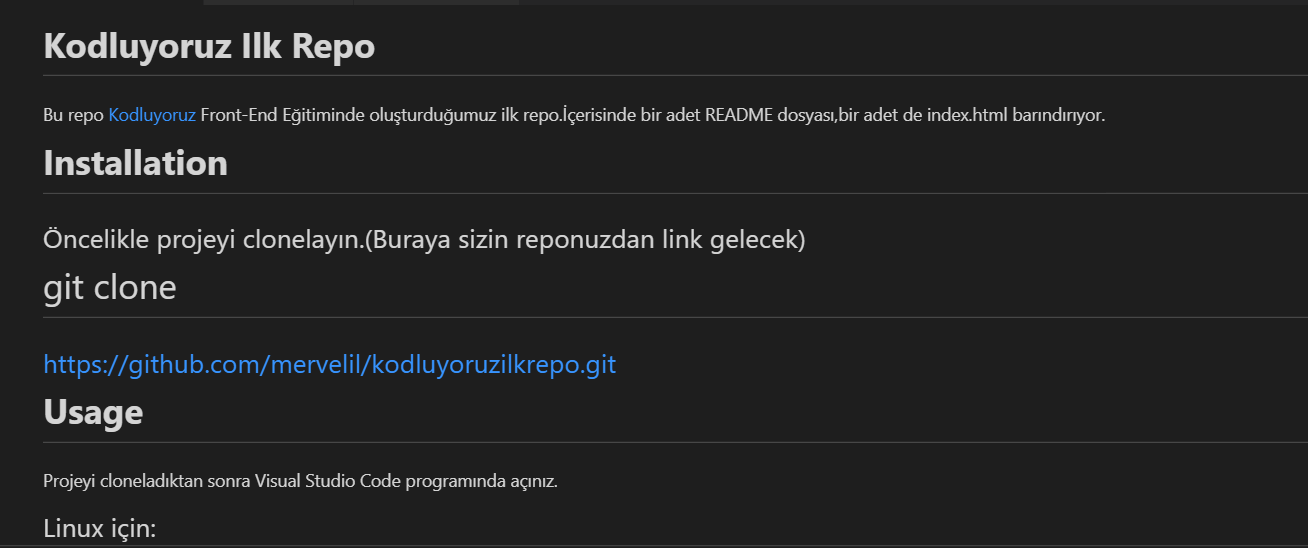 Kodluyoruz Ilk Repo
Bu repo Kodluyoruz Front-End Eğitiminde oluşturduğumuz ilk repo.İçerisinde bir adet README dosyası,bir adet de index.html barındırıyor.
Installation
Öncelikle projeyi clonelayın.(Buraya sizin reponuzdan link gelecek)
git clone
https://github.com/mervelil/kodluyoruzilkrepo.git
Usage
Projeyi cloneladıktan sonra Visual Studio Code programında açınız.
Linux için: